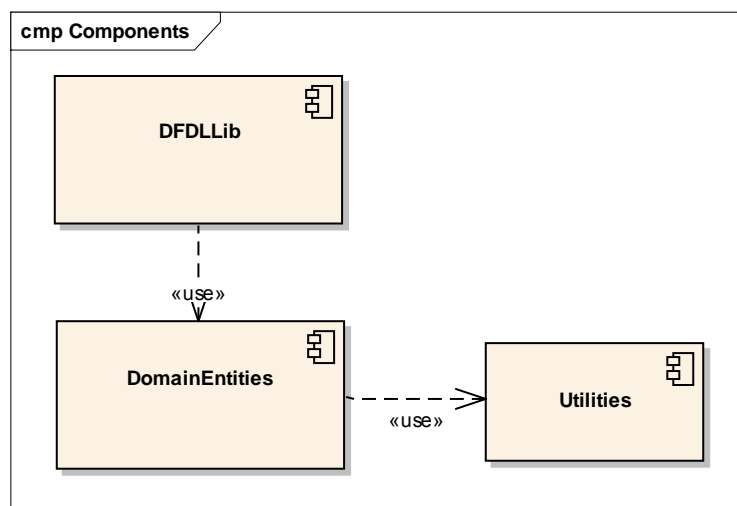 cmp Components
DFDLLib
«use»
DomainEntities
Utilities
«use»